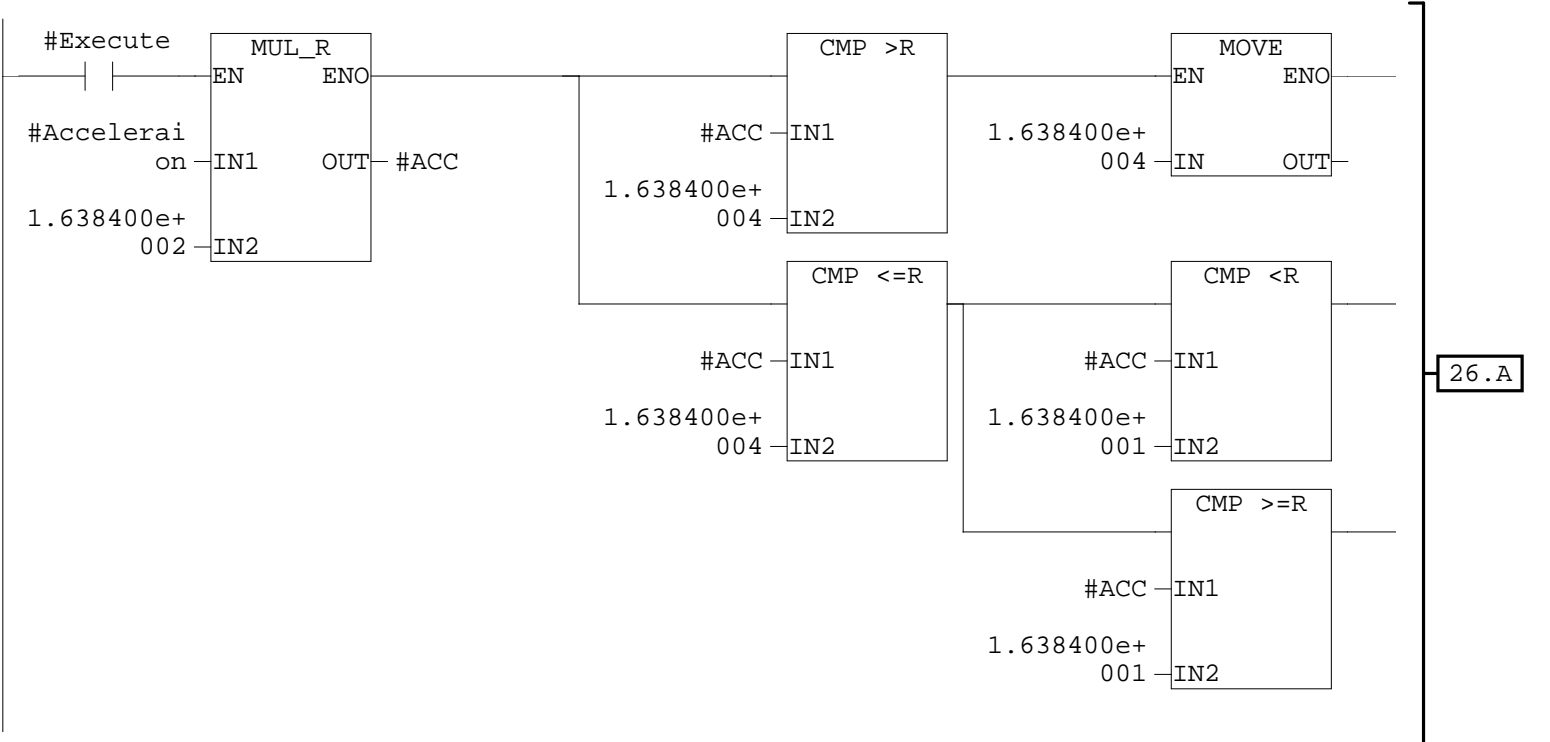 #Execute
MUL_R
CMP >R
MOVE
EN ENO
EN ENO
#Accelerai
on
IN1 OUT
#ACC
#ACC
IN1
1.638400e+
004
IN OUT
1.638400e+
002
IN2
1.638400e+
004
IN2
CMP <=R
CMP <R
#ACC
IN1
#ACC
IN1
26.A
1.638400e+
004
IN2
1.638400e+
001
IN2
CMP >=R
#ACC
IN1
1.638400e+
001
IN2